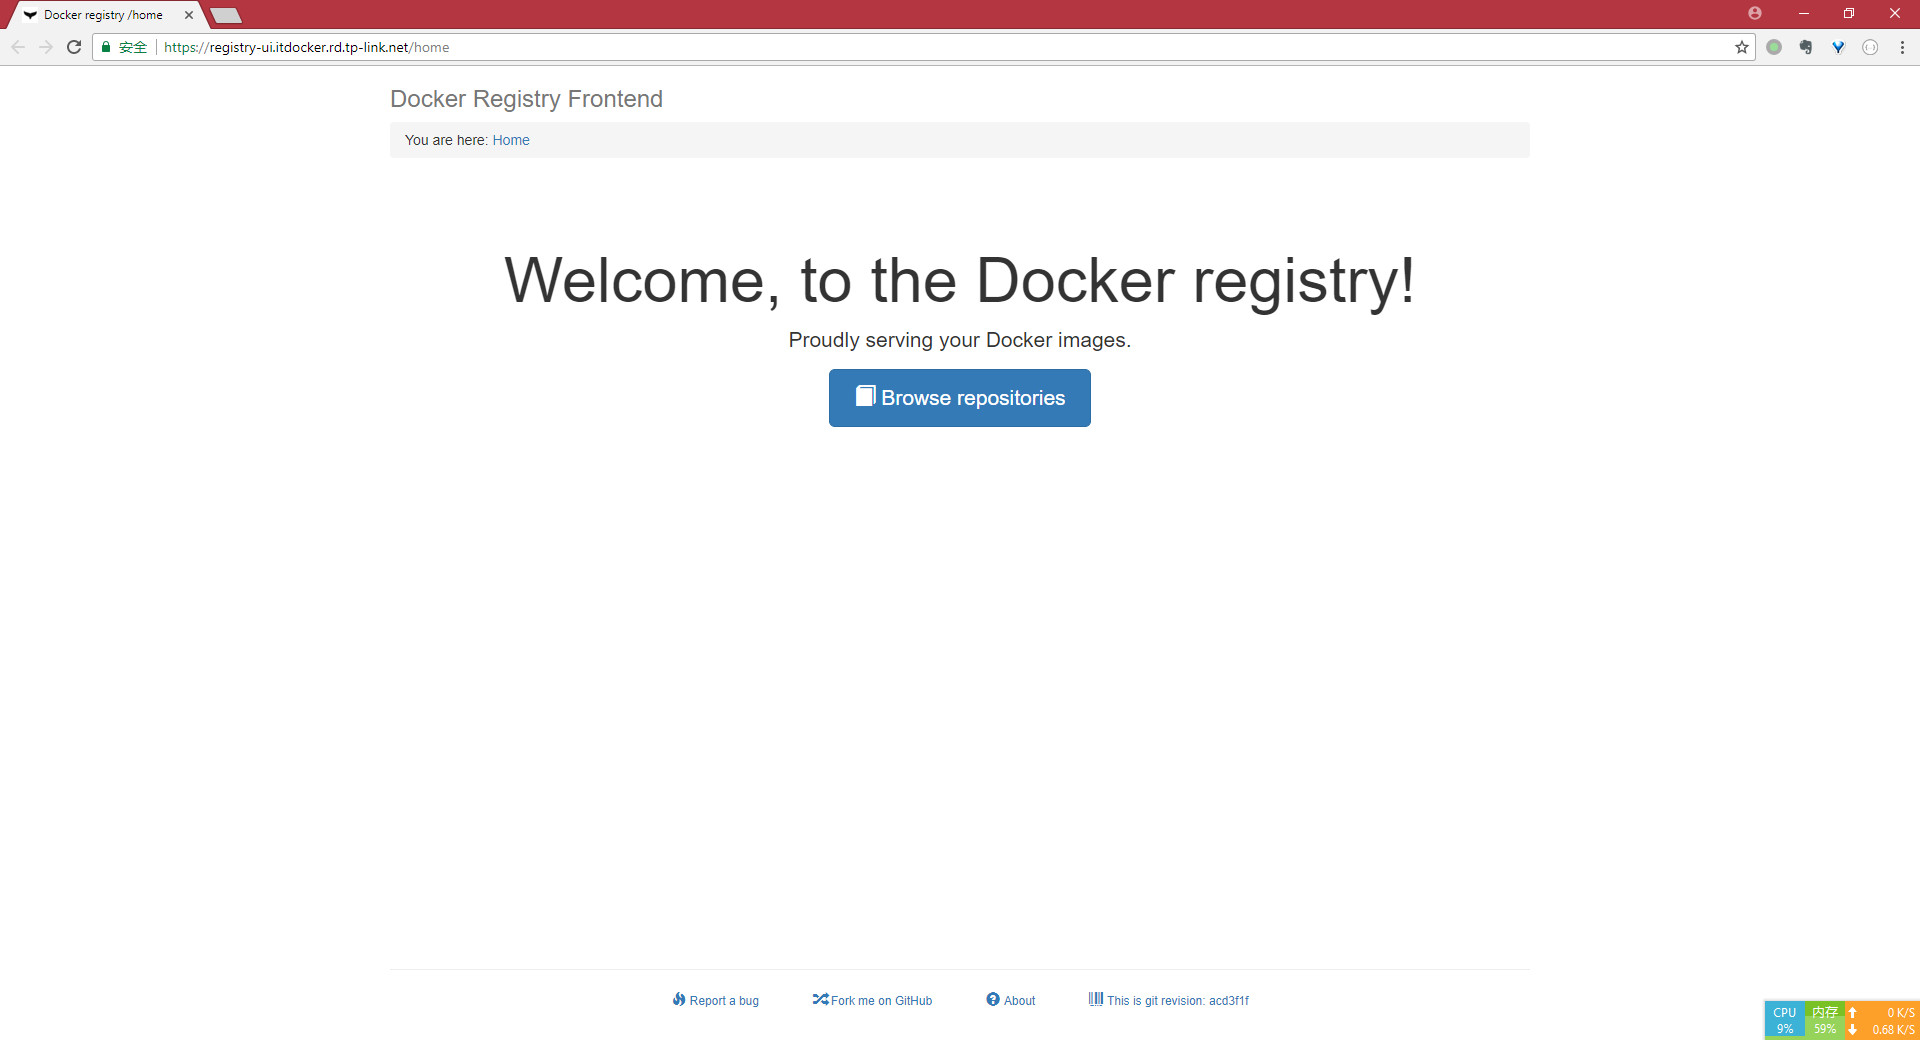 Docker registry /home
安全 https://registry-ui.itdocker.rd.tp-link.net/home
Docker Registry Frontend
You are here: Home
Welcome, to the Docker registry!
Proudly serving your Docker images.
Browse repositories
Report a bug Fork me on GitHub About This is git revision: acd3f1f
CPU 内存 0 K/S
9% 59% 0.68 K/S